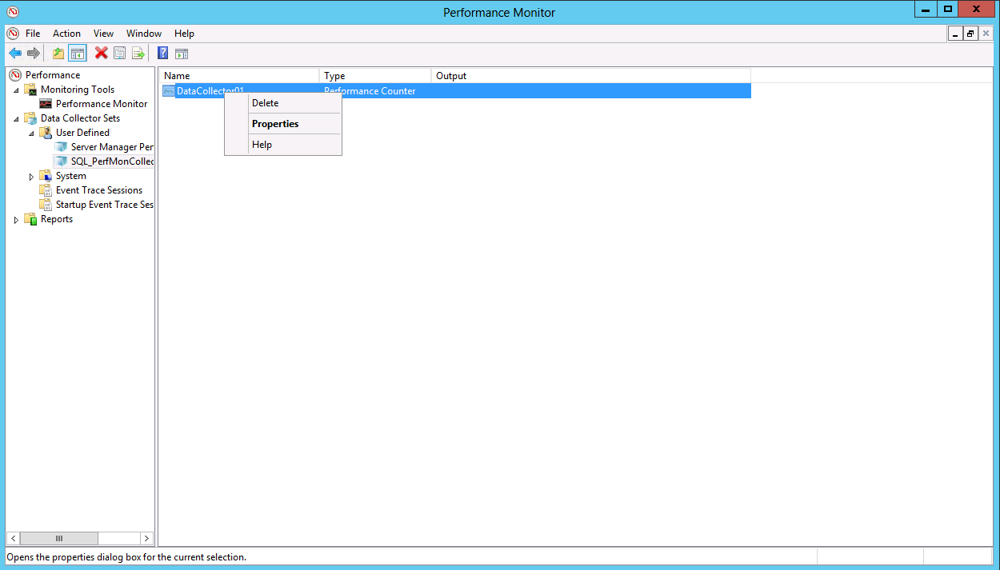 Performance Monitor
File Action View Window Help
Performance
Monitoring Tools
Performance Monitor
Data Collector Sets
User Defined
Server Manager Per
SQL_PerfMonCollec
System
Event Trace Sessions
Startup Event Trace Ses
Reports
Name Type Output
DataCollector01 Performance Counter
Delete
Properties
Help
Opens the properties dialog box for the current selection.